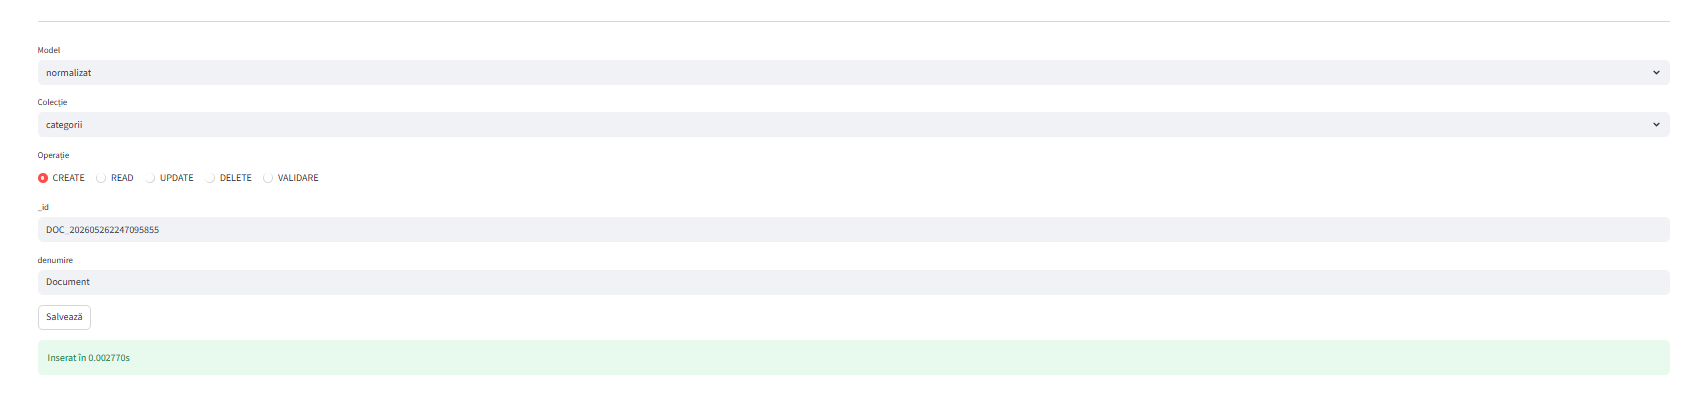 Model
normalizat
Colecție
categorii
Operație
CREATE READ UPDATE DELETE VALIDARE
_id
DOC_202605262247095855
denumire
Document
Salvează
Inserat în 0.002770s